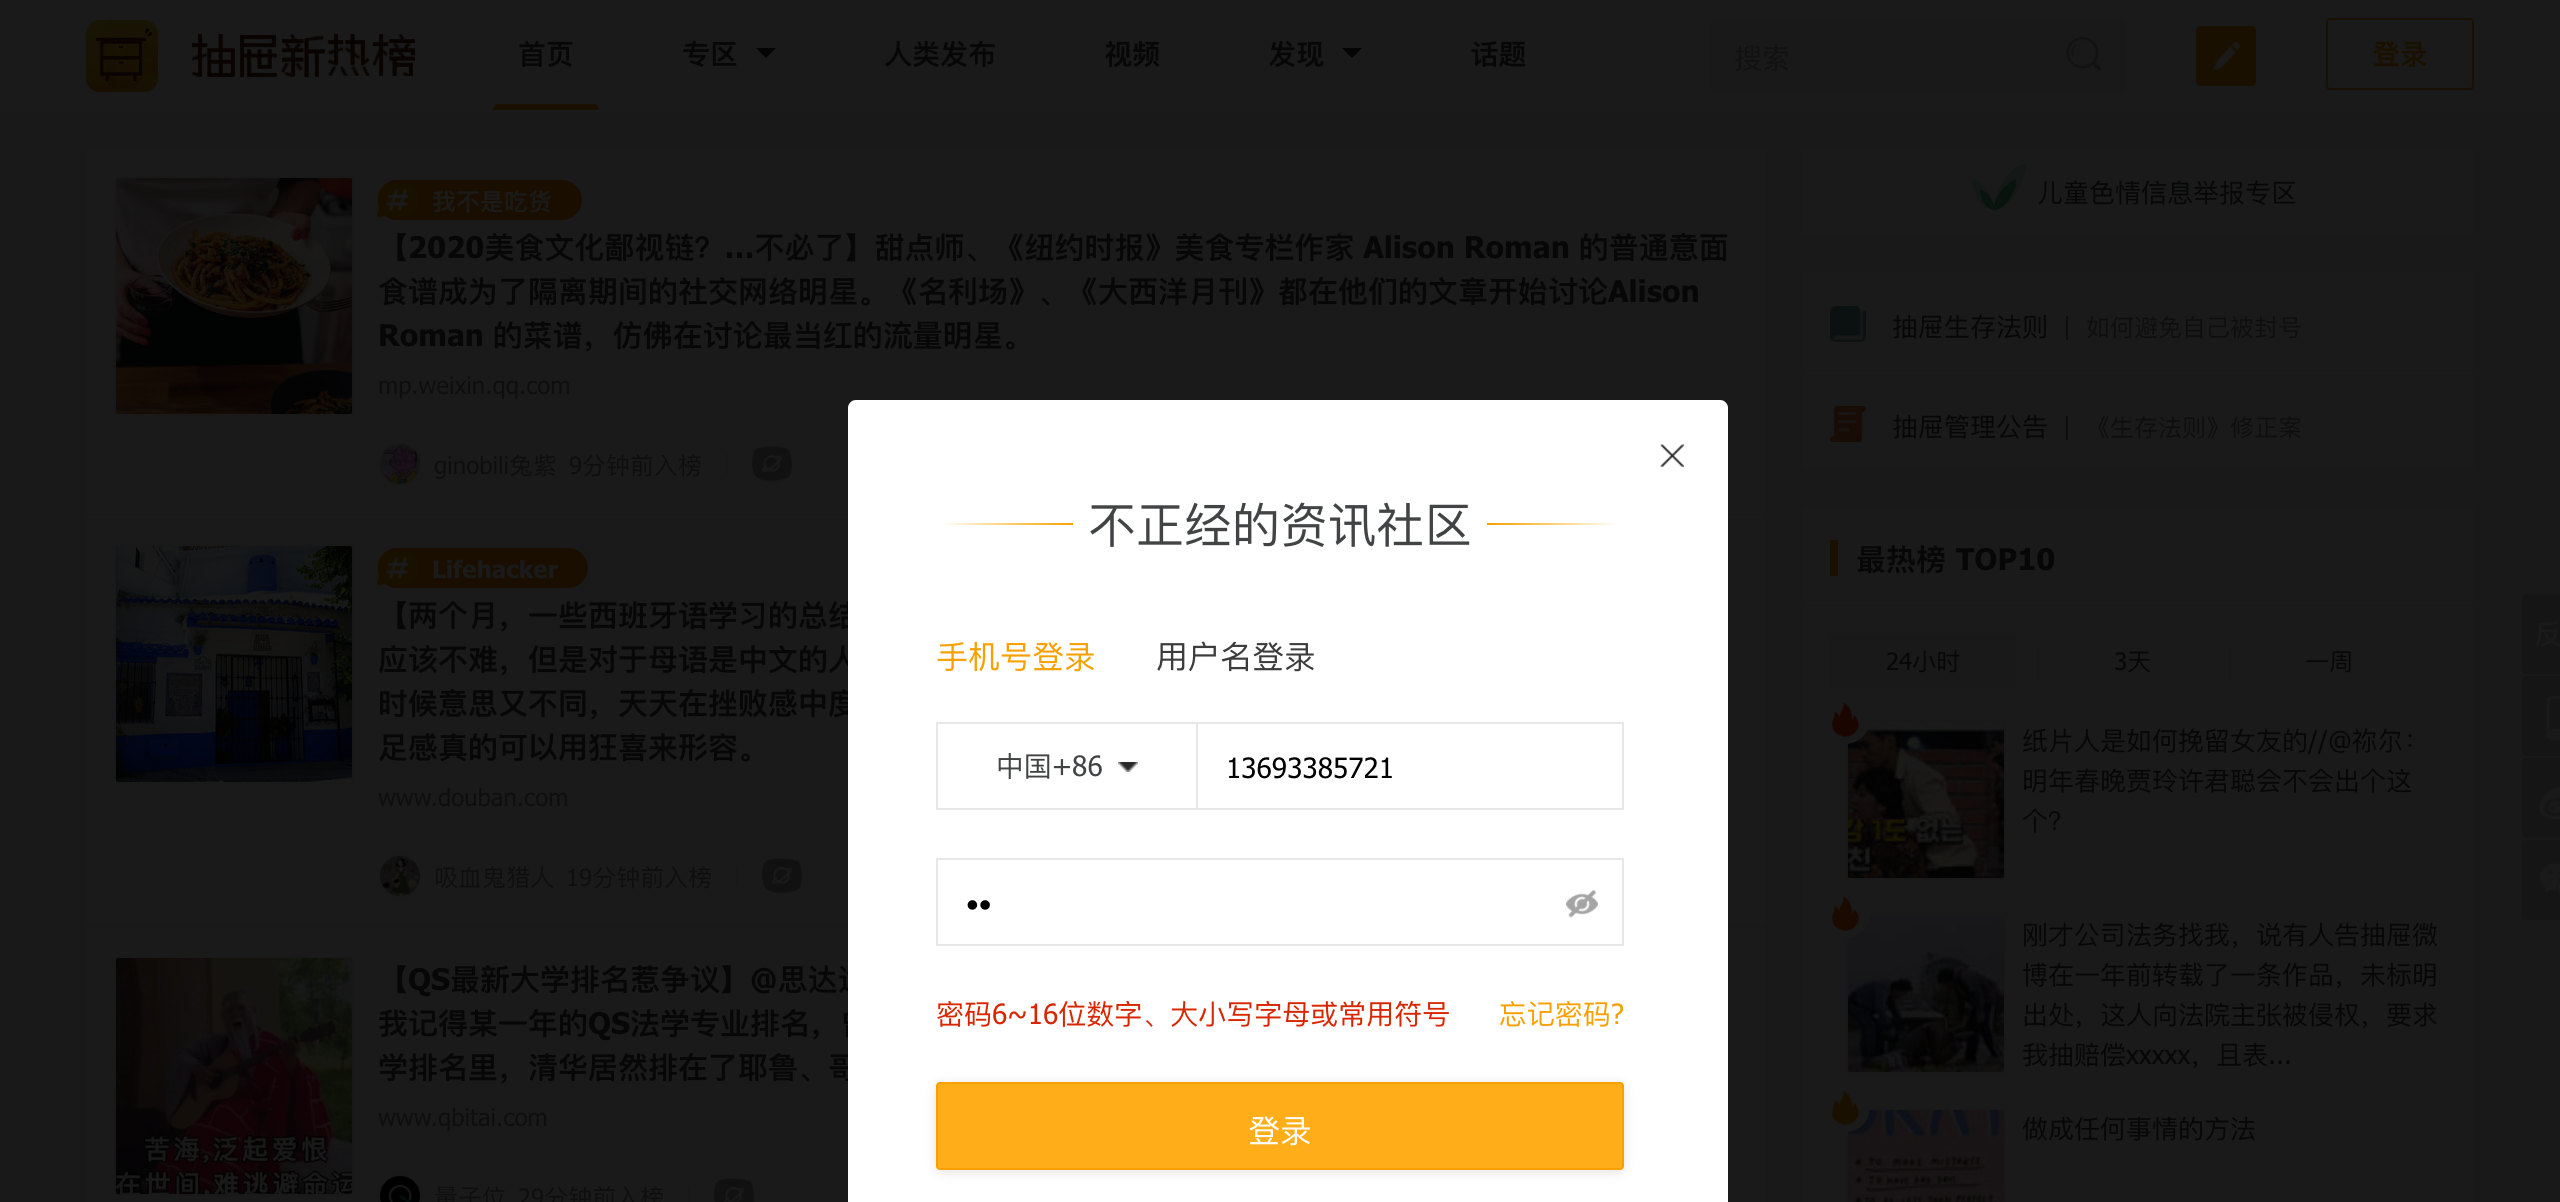 抽屉新热榜 首页 专区 人类发布 视频 发现 话题 搜索 登录
# 我不是吃货
【2020美食文化鄙视链？...不必了】甜点师、《纽约时报》美食专栏作家 Alison Roman 的普通意面
食谱成为了隔离期间的社交网络明星。《名利场》、《大西洋月刊》都在他们的文章开始讨论Alison
Roman 的菜谱，仿佛在讨论最当红的流量明星。
mp.weixin.qq.com
ginobili兔紫 9分钟前入榜
# Lifehacker
【两个月，一些西班牙语学习的总结
应该不难，但是对于母语是中文的人
时候意思又不同，天天在挫败感中度
足感真的可以用狂喜来形容。
www.douban.com
吸血鬼猎人 19分钟前入榜
【QS最新大学排名惹争议】@思达
我记得某一年的QS法学专业排名，
学排名里，清华居然排在了耶鲁、哥
www.qbitai.com
苦海,泛起爱恨
在世间,难逃避命运
量子位 29分钟前入榜
不正经的资讯社区
手机号登录 用户名登录
中国+86 13693385721
••
密码6~16位数字、大小写字母或常用符号 忘记密码?
登录
儿童色情信息举报专区
抽屉生存法则 | 如何避免自己被封号
抽屉管理公告 | 《生存法则》修正案
最热榜 TOP10
24小时 3天 一周
纸片人是如何挽留女友的//@祢尔：
明年春晚贾玲许君聪会不会出个这
个？
刚才公司法务找我，说有人告抽屉微
博在一年前转载了一条作品，未标明
出处，这人向法院主张被侵权，要求
我抽赔偿xxxxx，且表...
做成任何事情的方法